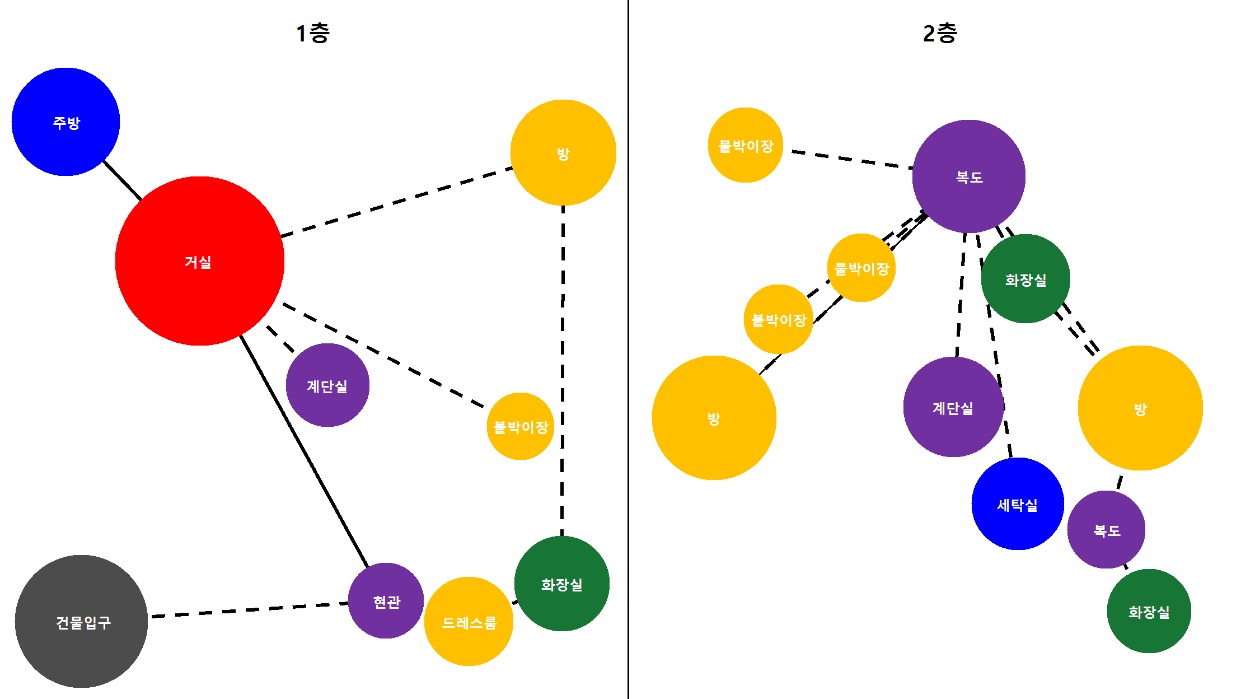 1층
주방
방
거실
계단실
붙박이장
건물입구
현관
드레스룸
화장실
2층
붙박이장
복도
붙박이장
화장실
붙박이장
방
계단실
방
세탁실
복도
화장실